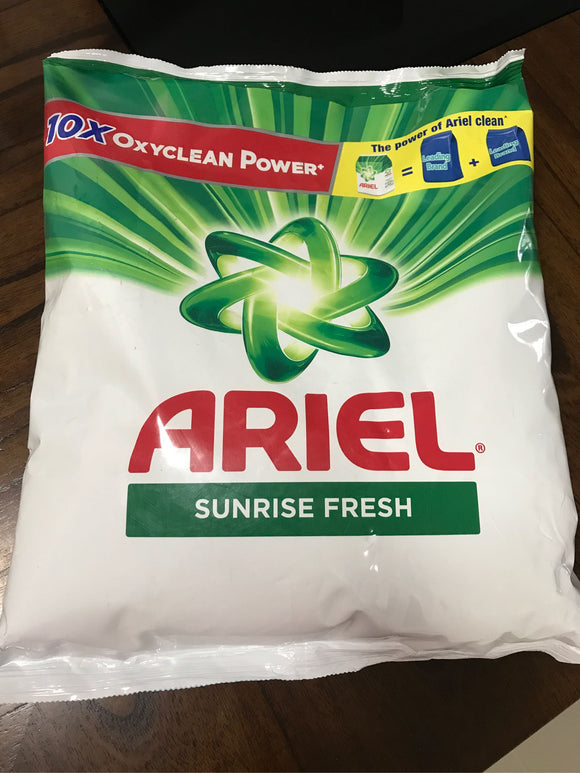 10X OXYCLEAN POWER+
The power of Ariel clean^
ARIEL
=
Leading
Brand
+
Leading
Brand
ARIEL®
SUNRISE FRESH